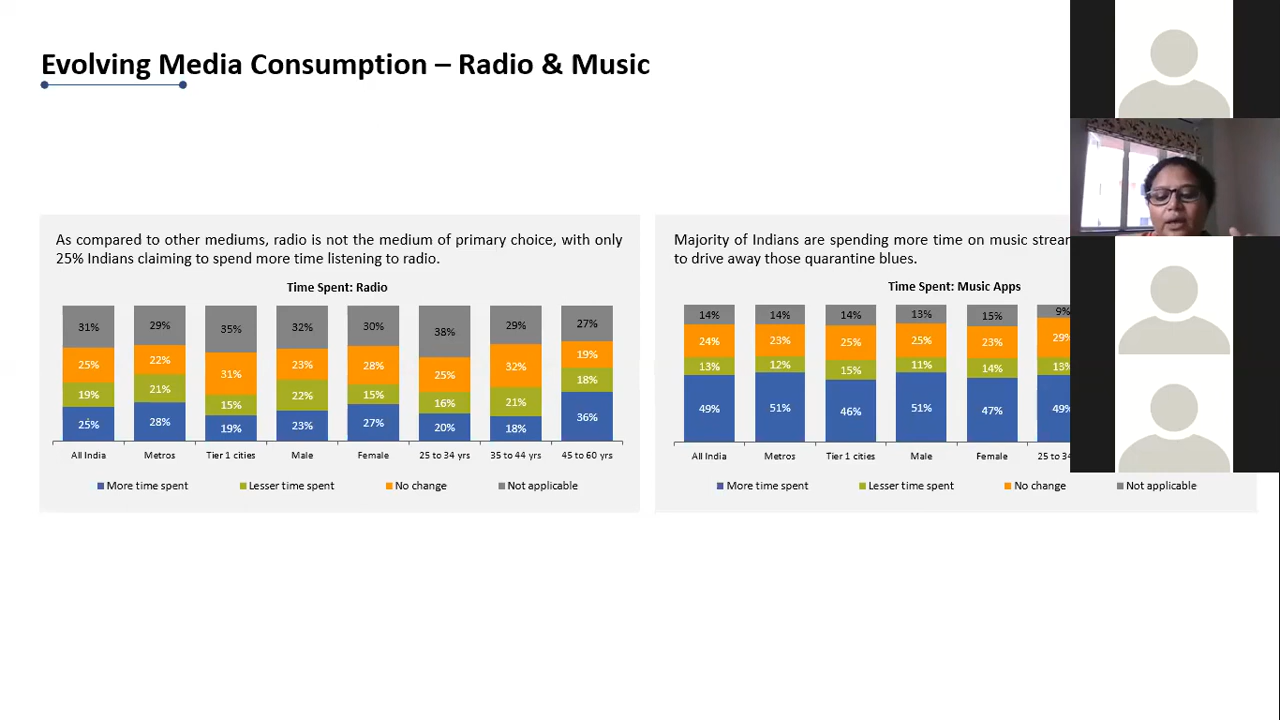 Evolving Media Consumption – Radio & Music
As compared to other mediums, radio is not the medium of primary choice, with only
25% Indians claiming to spend more time listening to radio.
Time Spent: Radio
31% 29% 35% 32% 30% 38% 29% 27%
25% 22% 31% 23% 28% 25% 32% 19%
19% 21% 15% 22% 15% 16% 21% 18%
25% 28% 19% 23% 27% 20% 18% 36%
All India Metros Tier 1 cities Male Female 25 to 34 yrs 35 to 44 yrs 45 to 60 yrs
More time spent Lesser time spent No change Not applicable
Majority of Indians are spending more time on music
to drive away those quarantine blues.
Time Spent: Music Apps
14% 14% 14% 13% 15% 9%
24% 23% 25% 25% 23% 29%
13% 12% 15% 11% 14% 13%
49% 51% 46% 51% 47% 49%
All India Metros Tier 1 cities Male Female 25 to 34
More time spent Lesser time spent No change Not applicable